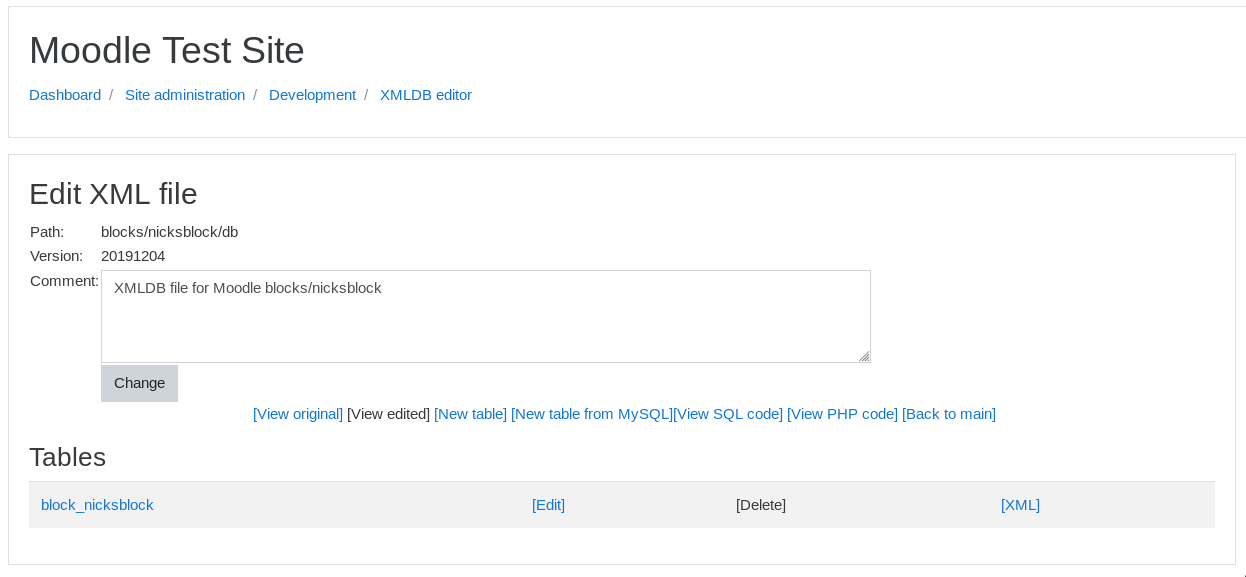 Moodle Test Site
Dashboard / Site administration / Development / XMLDB editor
Edit XML file
Path: blocks/nicksblock/db
Version: 20191204
Comment: XMLDB file for Moodle blocks/nicksblock
Change
[View original] [View edited] [New table] [New table from MySQL][View SQL code] [View PHP code] [Back to main]
Tables
block_nicksblock [Edit] [Delete] [XML]